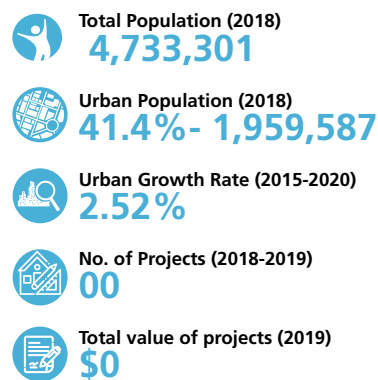 Total Population (2018)
4,733,301
Urban Population (2018)
41.4%- 1,959,587
Urban Growth Rate (2015-2020)
2.52%
No. of Projects (2018-2019)
00
Total value of projects (2019)
$0